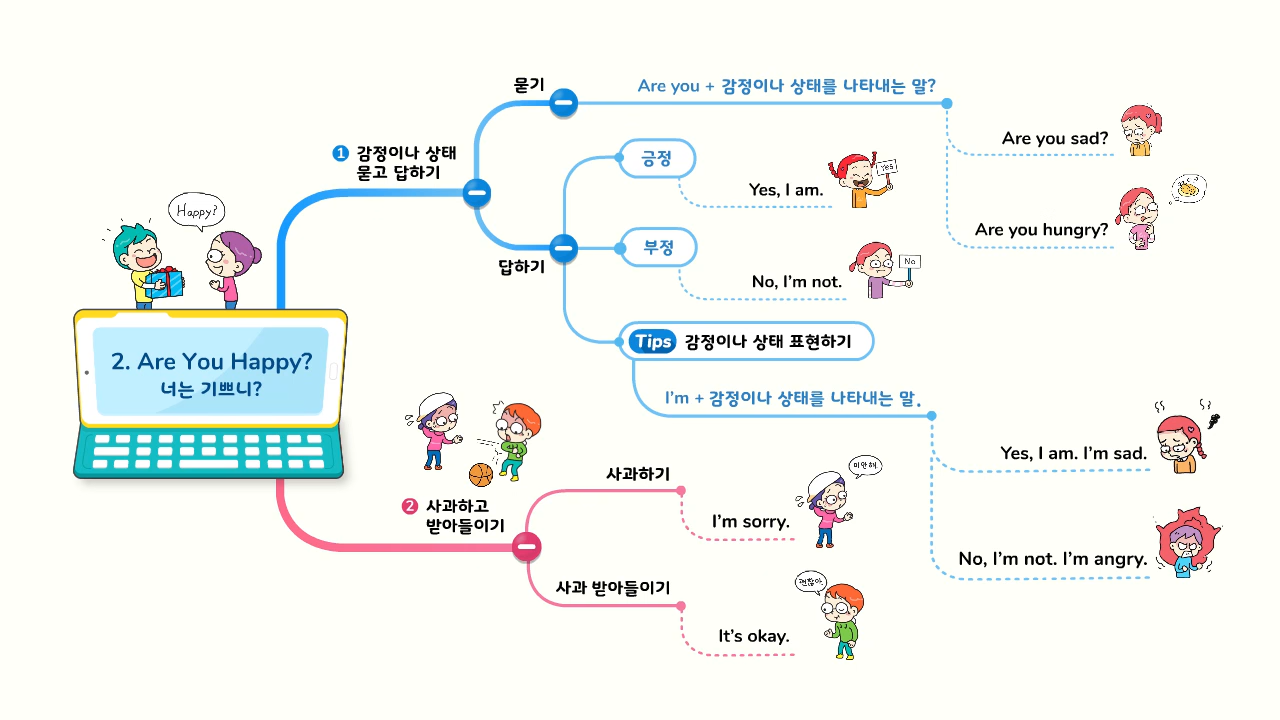 2. Are You Happy?
너는 기쁘니?
Happy?
1 감정이나 상태
묻고 답하기
묻기
Are you + 감정이나 상태를 나타내는 말?
Are you sad?
Are you hungry?
답하기
긍정
Yes, I am.
Yes
부정
No, I'm not.
No
Tips 감정이나 상태 표현하기
I'm + 감정이나 상태를 나타내는 말.
Yes, I am. I'm sad.
No, I'm not. I'm angry.
2 사과하고
받아들이기
사과하기
I'm sorry.
미안해
사과 받아들이기
It's okay.
괜찮아